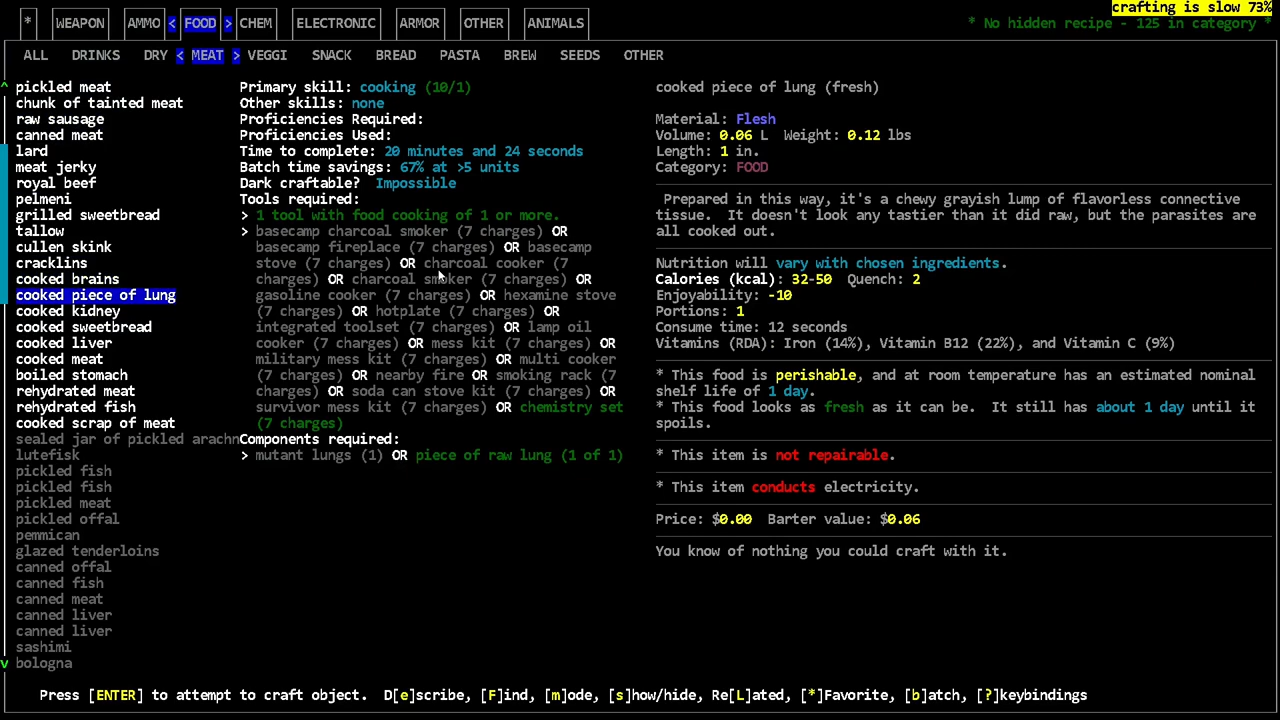 crafting is slow 73%
* WEAPON AMMO < FOOD > CHEM ELECTRONIC ARMOR OTHER ANIMALS
* No hidden recipe - 125 in category *
ALL DRINKS DRY < MEAT > VEGGI SNACK BREAD PASTA BREW SEEDS OTHER
^ pickled meat
chunk of tainted meat
raw sausage
canned meat
lard
meat jerky
royal beef
pelmeni
grilled sweetbread
tallow
cullen skink
cracklins
cooked brains
cooked piece of lung
cooked kidney
cooked sweetbread
cooked liver
cooked meat
boiled stomach
rehydrated meat
rehydrated fish
cooked scrap of meat
sealed jar of pickled arachn
lutefisk
pickled fish
pickled fish
pickled meat
pickled offal
pemmican
glazed tenderloins
canned offal
canned fish
canned meat
canned liver
canned liver
sashimi
v bologna
Primary skill: cooking (10/1)
Other skills: none
Proficiencies Required:
Proficiencies Used:
Time to complete: 20 minutes and 24 seconds
Batch time savings: 67% at >5 units
Dark craftable? Impossible
Tools required:
> 1 tool with food cooking of 1 or more.
> basecamp charcoal smoker (7 charges) OR
basecamp fireplace (7 charges) OR basecamp
stove (7 charges) OR charcoal cooker (7
charges) OR charcoal smoker (7 charges) OR
gasoline cooker (7 charges) OR hexamine stove
(7 charges) OR hotplate (7 charges) OR
integrated toolset (7 charges) OR lamp oil
cooker (7 charges) OR mess kit (7 charges) OR
military mess kit (7 charges) OR multi cooker
(7 charges) OR nearby fire OR smoking rack (7
charges) OR soda can stove kit (7 charges) OR
survivor mess kit (7 charges) OR chemistry set
(7 charges)
Components required:
> mutant lungs (1) OR piece of raw lung (1 of 1)
cooked piece of lung (fresh)
Material: Flesh
Volume: 0.06 L Weight: 0.12 lbs
Length: 1 in.
Category: FOOD
Prepared in this way, it's a chewy grayish lump of flavorless connective
tissue. It doesn't look any tastier than it did raw, but the parasites are
all cooked out.
Nutrition will vary with chosen ingredients.
Calories (kcal): 32-50 Quench: 2
Enjoyability: -10
Portions: 1
Consume time: 12 seconds
Vitamins (RDA): Iron (14%), Vitamin B12 (22%), and Vitamin C (9%)
* This food is perishable, and at room temperature has an estimated nominal
shelf life of 1 day.
* This food looks as fresh as it can be. It still has about 1 day until it
spoils.
* This item is not repairable.
* This item conducts electricity.
Price: $0.00 Barter value: $0.06
You know of nothing you could craft with it.
Press [ENTER] to attempt to craft object. D[e]scribe, [F]ind, [m]ode, [s]how/hide, Re[L]ated, [*]Favorite, [b]atch, [?]keybindings